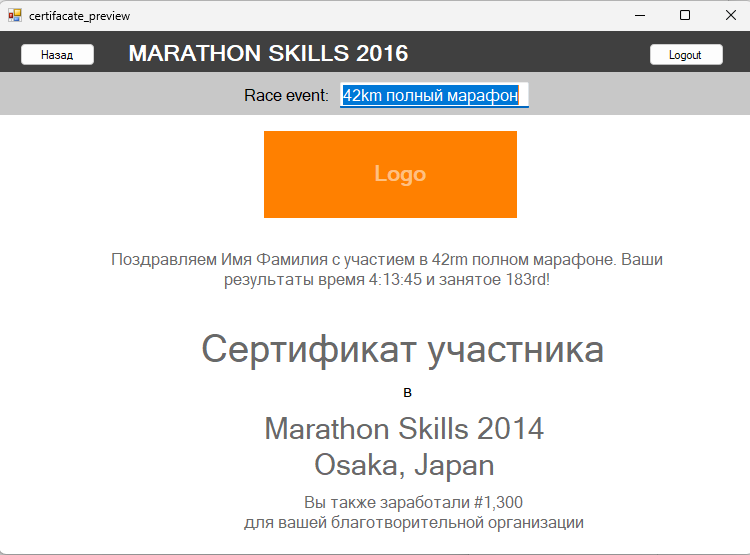 certifacate_preview
Назад
MARATHON SKILLS 2016
Logout
Race event: 42km полный марафон
Logo
Поздравляем Имя Фамилия с участием в 42rm полном марафоне. Ваши
результаты время 4:13:45 и занятое 183rd!
Сертификат участника
в
Marathon Skills 2014
Osaka, Japan
Вы также заработали #1,300
для вашей благотворительной организации